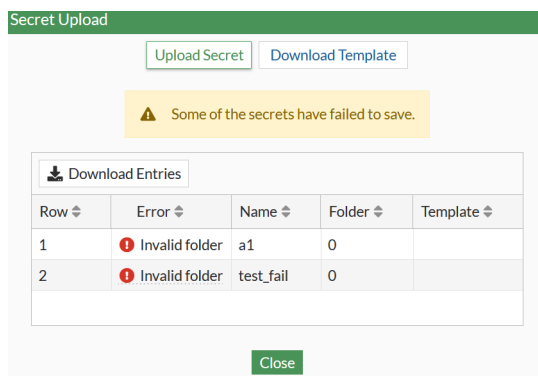 Secret Upload
Upload Secret Download Template
Some of the secrets have failed to save.
Download Entries
Row Error Name Folder Template
1 Invalid folder a1 0
2 Invalid folder test_fail 0
Close